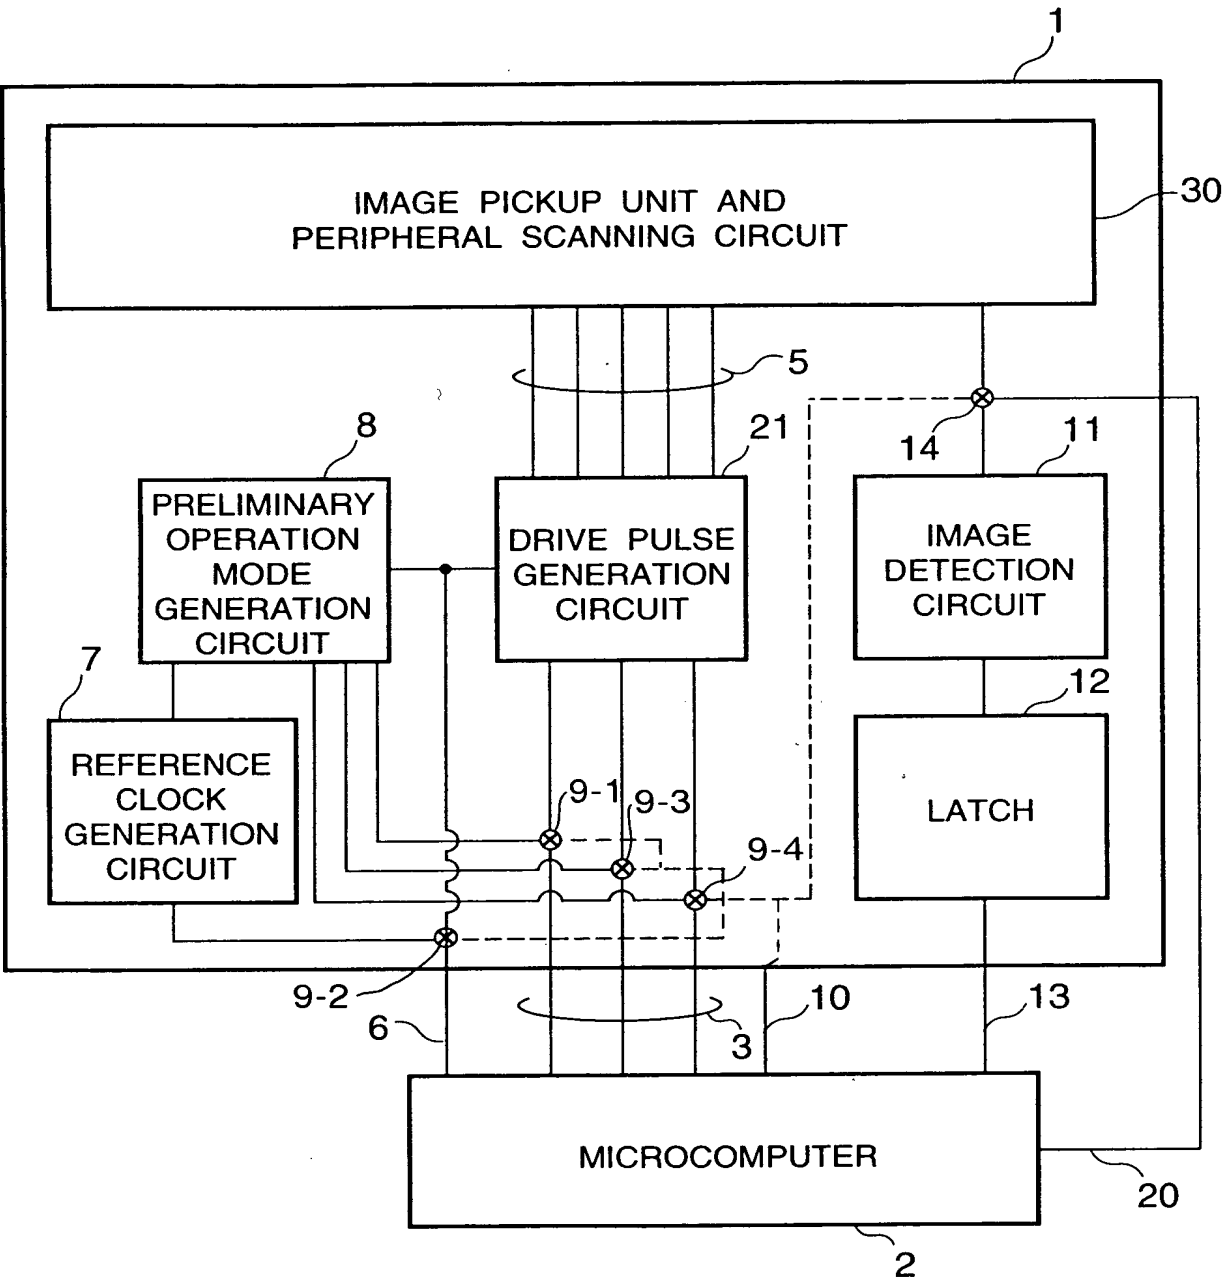 1
IMAGE PICKUP UNIT AND
PERIPHERAL SCANNING CIRCUIT
30
5
14
8
21
11
PRELIMINARY
OPERATION
MODE
GENERATION
CIRCUIT
DRIVE PULSE
GENERATION
CIRCUIT
IMAGE
DETECTION
CIRCUIT
7
12
REFERENCE
CLOCK
GENERATION
CIRCUIT
9-1
9-3
9-4
LATCH
9-2
6
3
10
13
MICROCOMPUTER
20
2